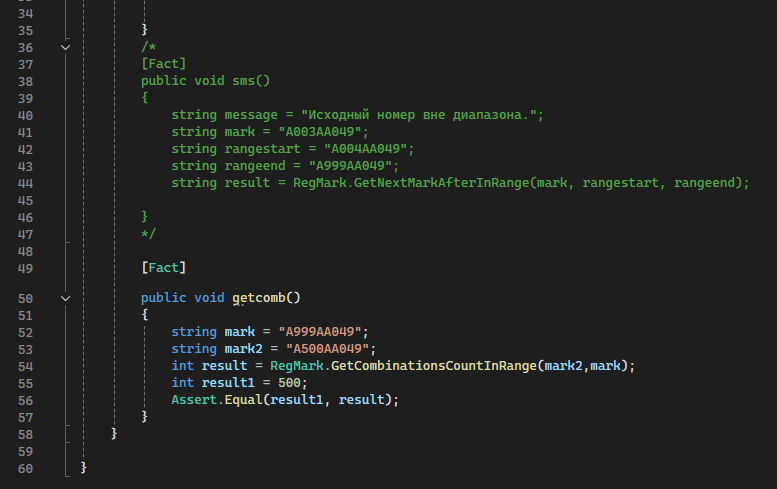 34
35 }
36 /*
37 [Fact]
38 public void sms()
39 {
40 string message = "Исходный номер вне диапазона.";
41 string mark = "A003AA049";
42 string rangestart = "A004AA049";
43 string rangeend = "A999AA049";
44 string result = RegMark.GetNextMarkAfterInRange(mark, rangestart, rangeend);
45
46 }
47 */
48
49 [Fact]
50 public void getcomb()
51 {
52 string mark = "A999AA049";
53 string mark2 = "A500AA049";
54 int result = RegMark.GetCombinationsCountInRange(mark2,mark);
55 int result1 = 500;
56 Assert.Equal(result1, result);
57 }
58 }
59
60 }